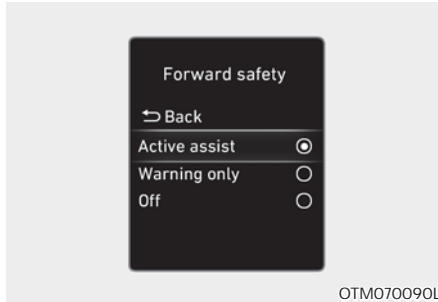 Forward safety
Back
Active assist
Warning only
Off
OTM070090L